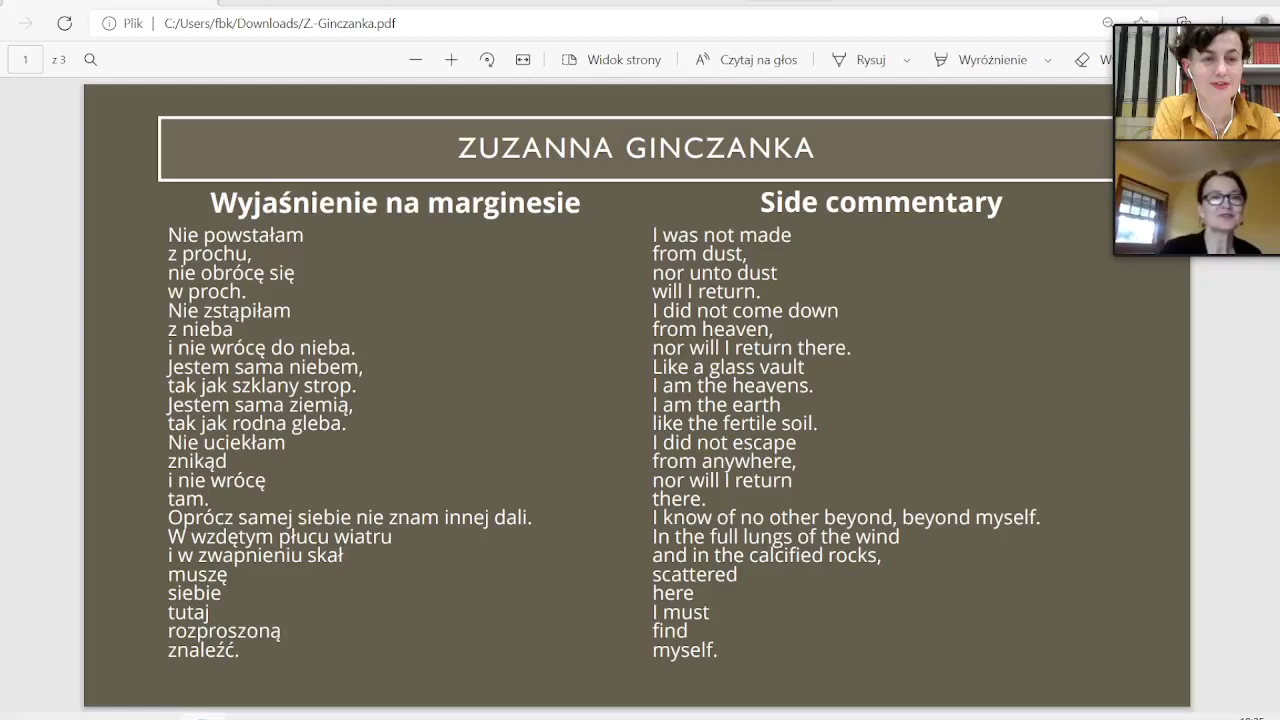 Plik
C:/Users/fbk/Downloads/Z.-Ginczanka.pdf
1
z 3
Widok strony
Czytaj na głos
Rysuj
Wyróżnienie
ZUZANNA GINCZANKA
Wyjaśnienie na marginesie
Nie powstałam
z prochu,
nie obrócę się
w proch.
Nie zstąpiłam
z nieba
i nie wrócę do nieba.
Jestem sama niebem,
tak jak szklany strop.
Jestem sama ziemią,
tak jak rodna gleba.
Nie uciekłam
znikąd
i nie wrócę
tam.
Oprócz samej siebie nie znam innej dali.
W wzdętym płucu wiatru
i w zwapnieniu skał
muszę
siebie
tutaj
rozproszoną
znaleźć.
Side commentary
I was not made
from dust,
nor unto dust
will I return.
I did not come down
from heaven,
nor will I return there.
Like a glass vault
I am the heavens.
I am the earth
like the fertile soil.
I did not escape
from anywhere,
nor will I return
there.
I know of no other beyond, beyond myself.
In the full lungs of the wind
and in the calcified rocks,
scattered
here
I must
find
myself.